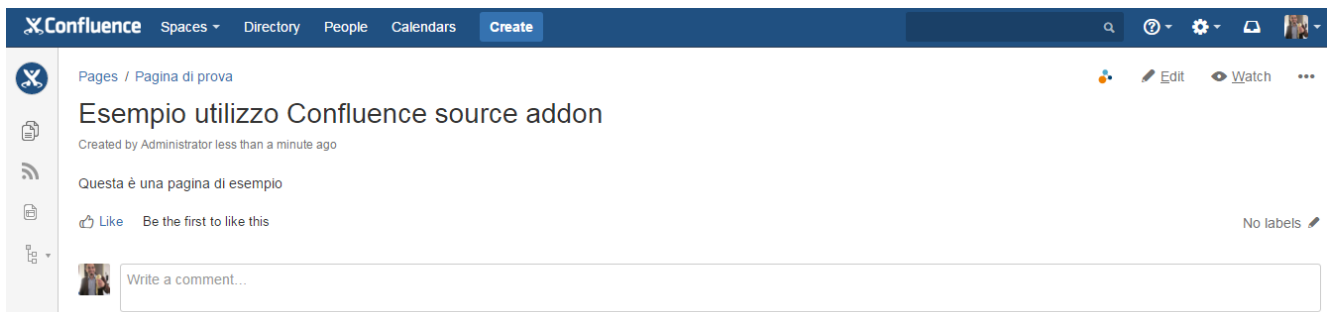 Confluence Spaces Directory People Calendars Create
Pages / Pagina di prova Edit Watch
Esempio utilizzo Confluence source addon
Created by Administrator less than a minute ago
Questa è una pagina di esempio
Like Be the first to like this No labels
Write a comment…